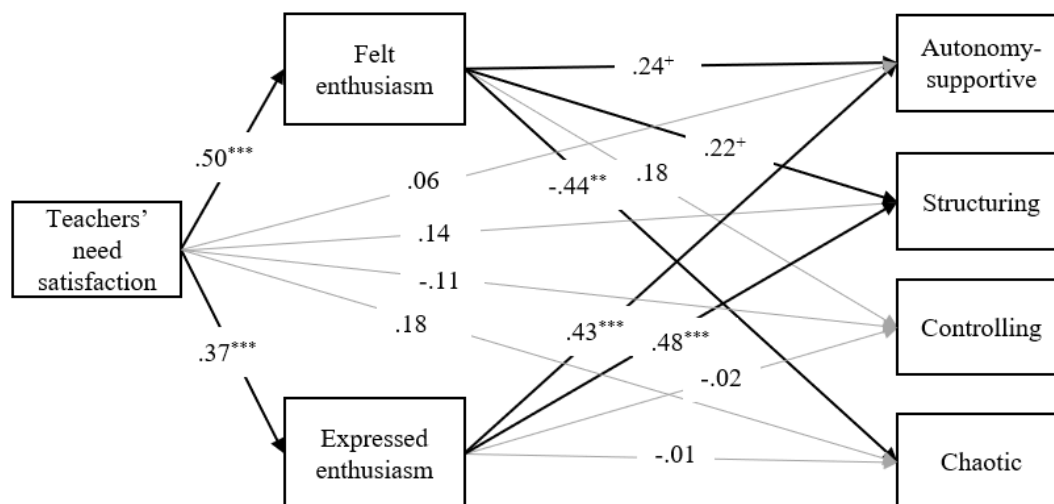 Felt
enthusiasm
Autonomy-
supportive
.24⁺
.22⁺
.50***
.06
-.44**
.18
Teachers’
need
satisfaction
.14
Structuring
-.11
.18
.43***
.48***
Controlling
.37***
-.02
Expressed
enthusiasm
-.01
Chaotic